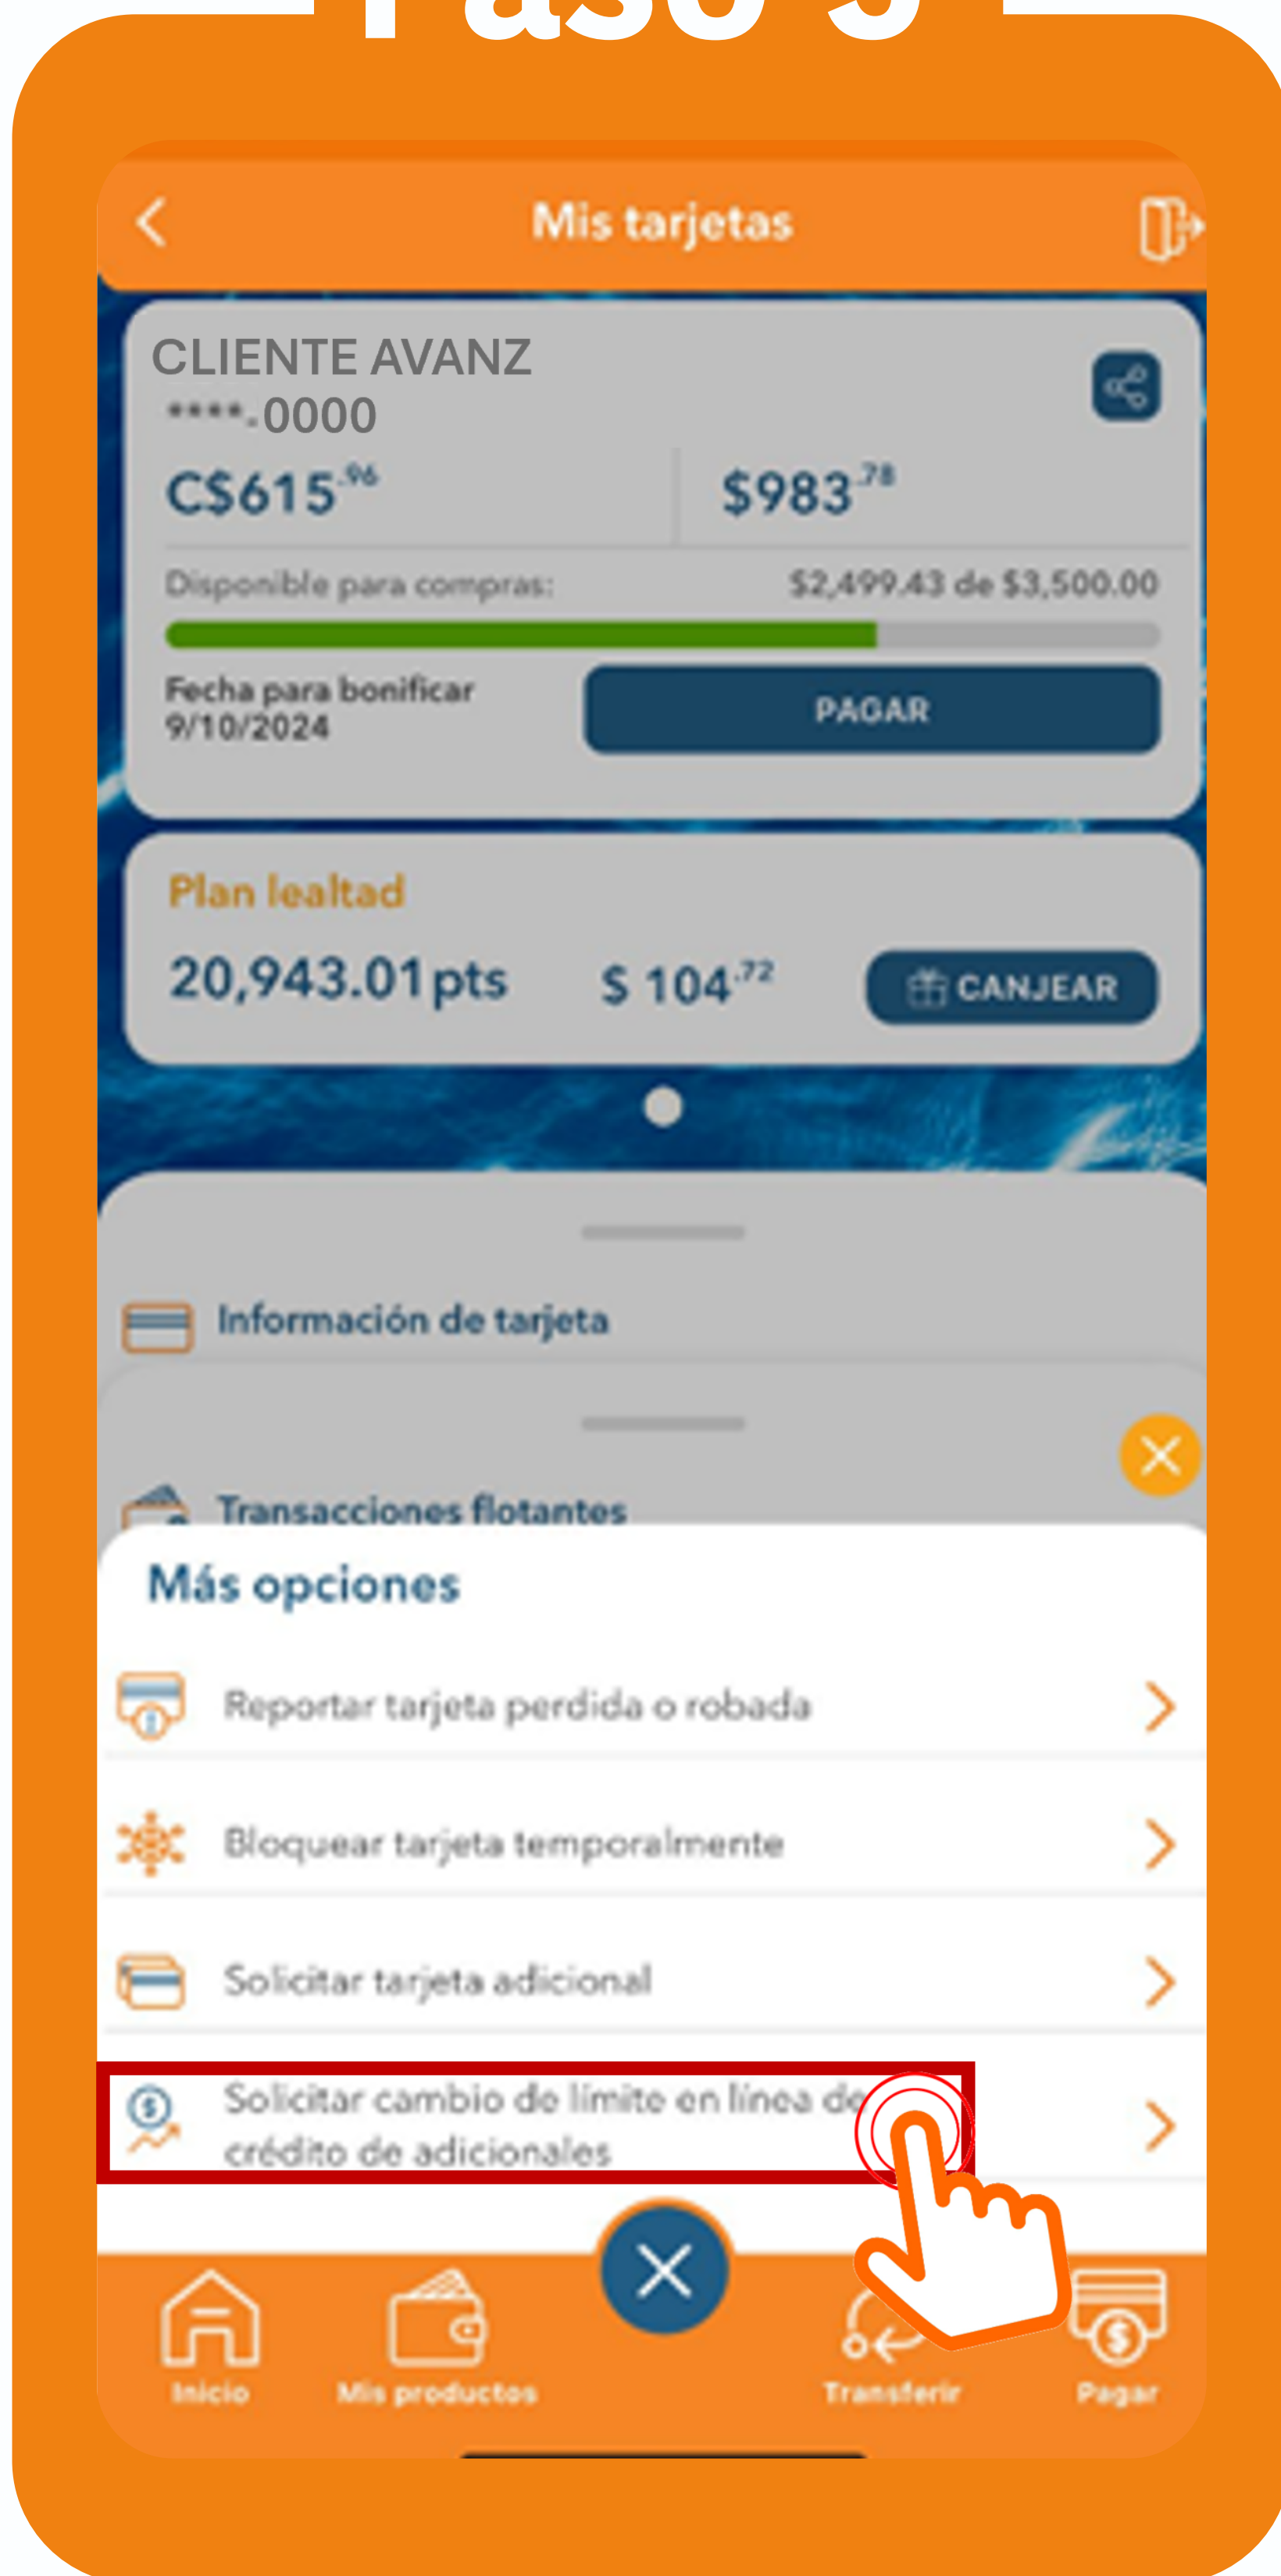 Paso 3
Mis tarjetas
CLIENTE AVANZ
****-0000
C$615.96 $983.78
Disponible para compras: $2,499.43 de $3,500.00
Fecha para bonificar
9/10/2024
PAGAR
Plan lealtad
20,943.01pts $ 104.72 CANJEAR
Información de tarjeta
Transacciones flotantes
Más opciones
Reportar tarjeta perdida o robada
Bloquear tarjeta temporalmente
Solicitar tarjeta adicional
Solicitar cambio de límite en línea de
crédito de adicionales
Inicio Mis productos Transferir Pagar